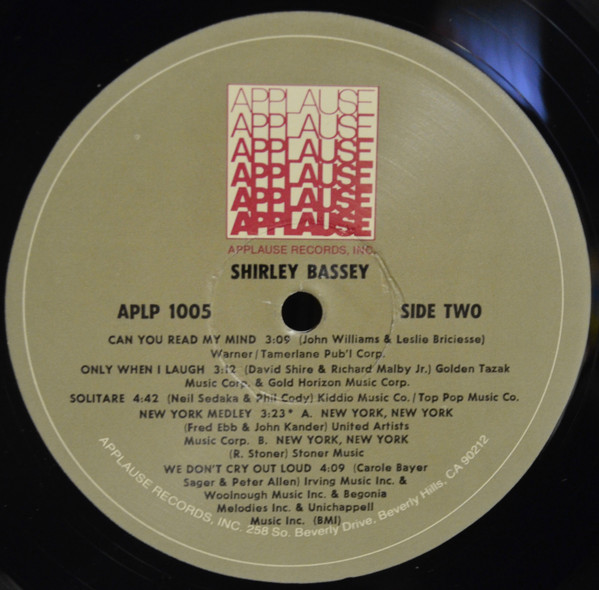 APPLAUSE
APPLAUSE
APPLAUSE
APPLAUSE
APPLAUSE
APPLAUSE
APPLAUSE RECORDS, INC.
SHIRLEY BASSEY
APLP 1005
SIDE TWO
CAN YOU READ MY MIND 3:09 (John Williams & Leslie Briciesse)
Warner/Tamerlane Pub'l Corp.
ONLY WHEN I LAUGH 3:12 (David Shire & Richard Malby Jr.) Golden Tazak
Music Corp. & Gold Horizon Music Corp.
SOLITARE 4:42 (Neil Sedaka & Phil Cody) Kiddio Music Co./Top Pop Music Co.
NEW YORK MEDLEY 3:23* A. NEW YORK, NEW YORK
(Fred Ebb & John Kander) United Artists
Music Corp. B. NEW YORK, NEW YORK
(R. Stoner) Stoner Music
WE DON'T CRY OUT LOUD 4:09 (Carole Bayer
Sager & Peter Allen) Irving Music Inc. &
Woolnough Music Inc. & Begonia
Melodies Inc. & Unichappell
Music Inc. (BMI)
APPLAUSE RECORDS, INC. 258 So. Beverly Drive, Beverly Hills, CA 90212